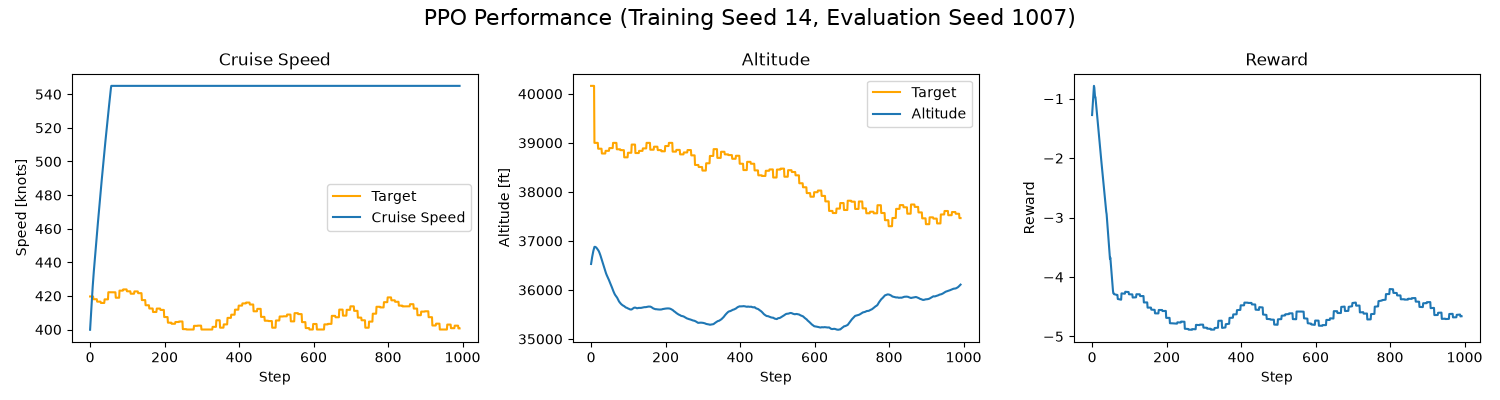 PPO Performance (Training Seed 14, Evaluation Seed 1007)
Cruise Speed
Speed [knots]
540
520
500
480
460
440
420
400
0 200 400 600 800 1000
Step
Target
Cruise Speed
Altitude
Altitude [ft]
40000
39000
38000
37000
36000
35000
0 200 400 600 800 1000
Step
Target
Altitude
Reward
Reward
−1
−2
−3
−4
−5
0 200 400 600 800 1000
Step